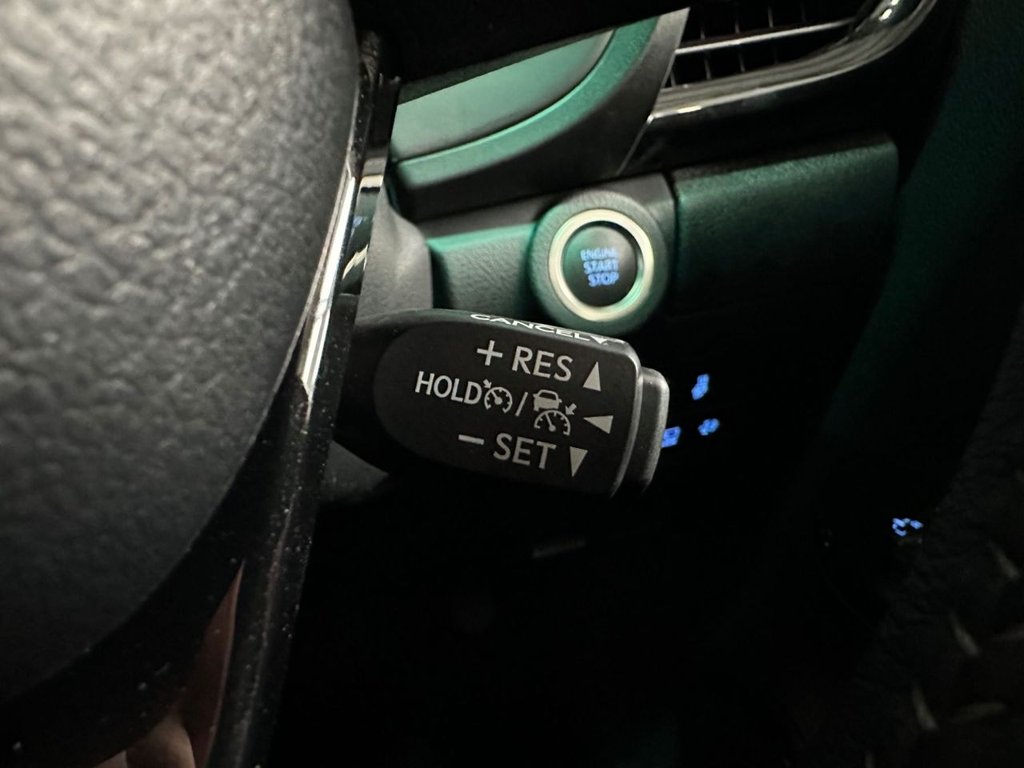 ENGINE
START
STOP
CANCEL
+ RES
HOLD /
- SET